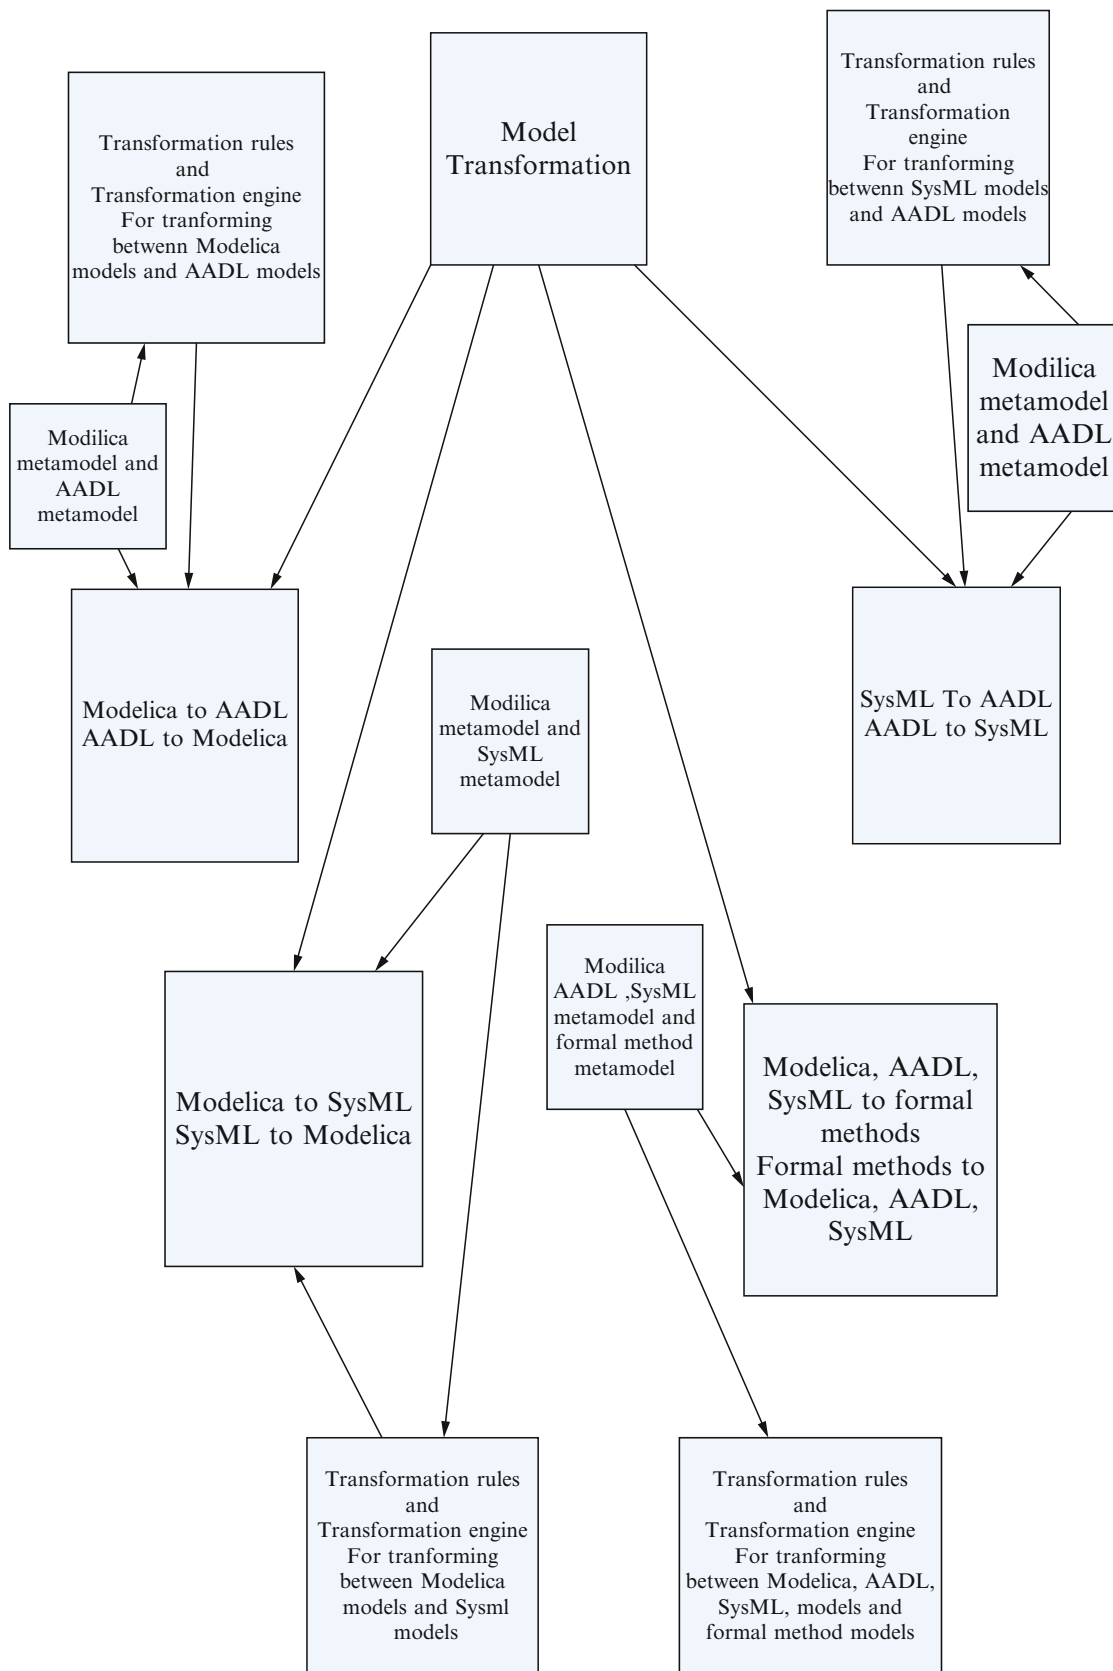 Model
Transformation
Transformation rules
and
Transformation engine
For tranforming
betwenn Modelica
models and AADL models
Transformation rules
and
Transformation
engine
For tranforming
betwenn SysML models
and AADL models
Modilica
metamodel and
AADL
metamodel
Modilica
metamodel
and AADL
metamodel
Modelica to AADL
AADL to Modelica
Modilica
metamodel and
SysML
metamodel
SysML To AADL
AADL to SysML
Modelica to SysML
SysML to Modelica
Modilica
AADL ,SysML
metamodel and
formal method
metamodel
Modelica, AADL,
SysML to formal
methods
Formal methods to
Modelica, AADL,
SysML
Transformation rules
and
Transformation engine
For tranforming
between Modelica
models and Sysml
models
Transformation rules
and
Transformation engine
For tranforming
between Modelica, AADL,
SysML, models and
formal method models